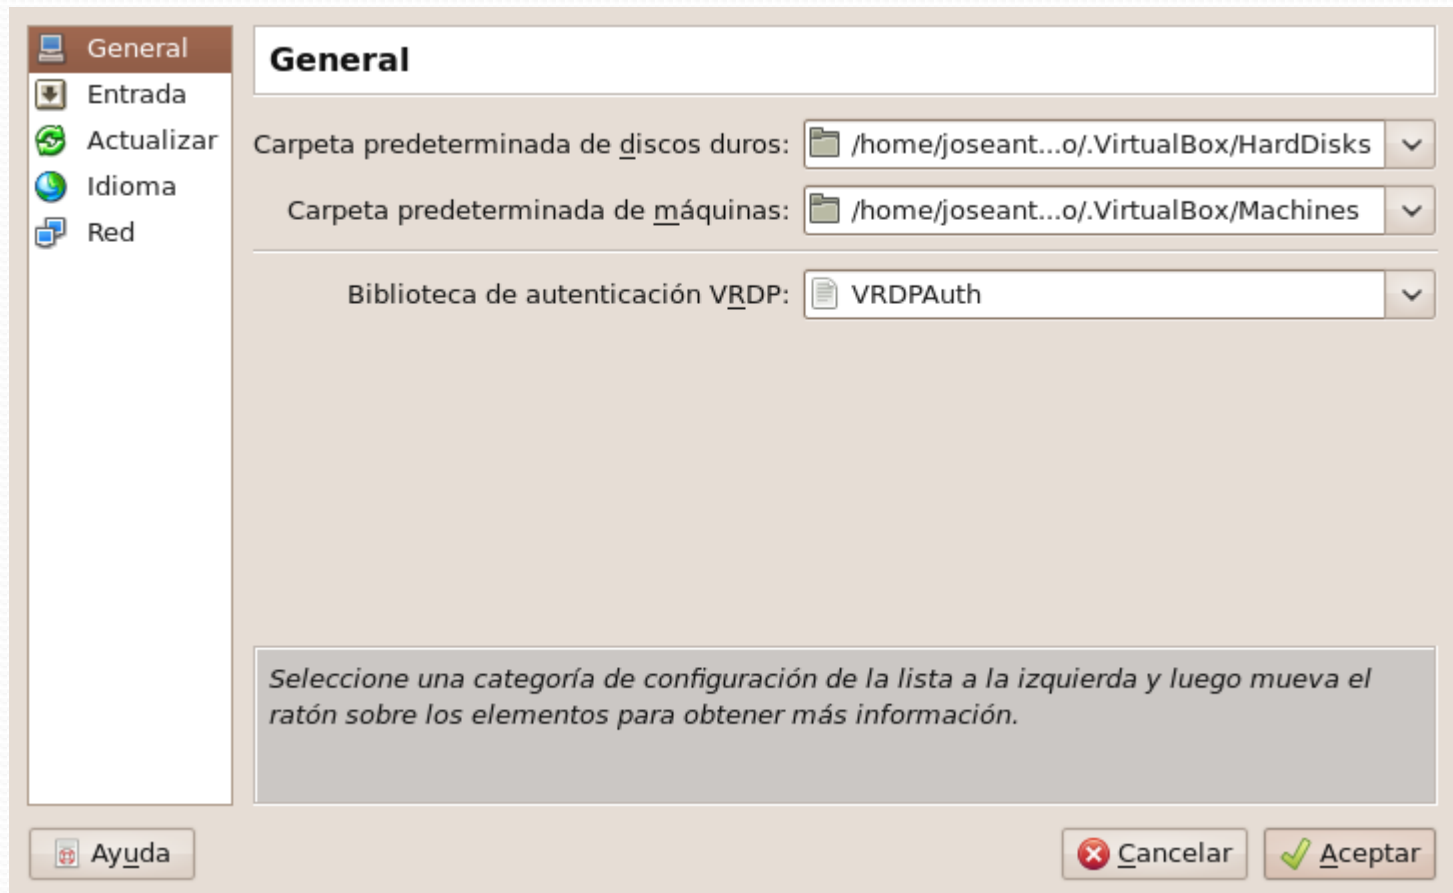 General
Entrada
Actualizar
Idioma
Red
General
Carpeta predeterminada de discos duros: /home/joseant...o/.VirtualBox/HardDisks
Carpeta predeterminada de máquinas: /home/joseant...o/.VirtualBox/Machines
Biblioteca de autenticación VRDP: VRDPAuth
Seleccione una categoría de configuración de la lista a la izquierda y luego mueva el
ratón sobre los elementos para obtener más información.
Ayuda Cancelar Aceptar